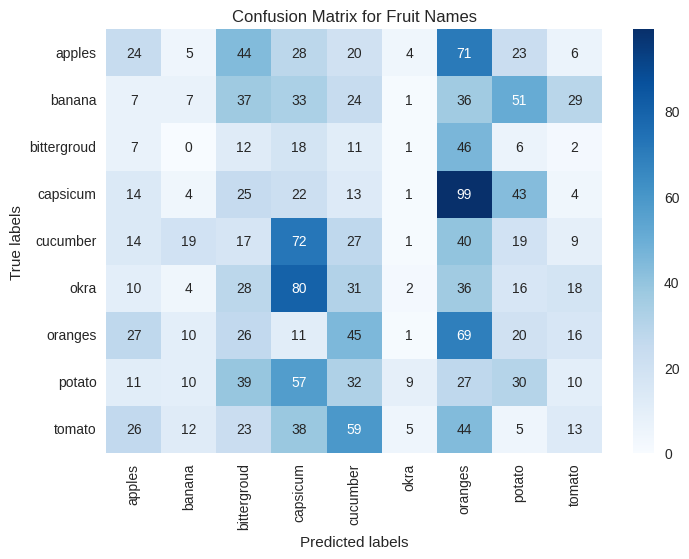 Confusion Matrix for Fruit Names
True labels
apples 24 5 44 28 20 4 71 23 6
banana 7 7 37 33 24 1 36 51 29
bittergroud 7 0 12 18 11 1 46 6 2
capsicum 14 4 25 22 13 1 99 43 4
cucumber 14 19 17 72 27 1 40 19 9
okra 10 4 28 80 31 2 36 16 18
oranges 27 10 26 11 45 1 69 20 16
potato 11 10 39 57 32 9 27 30 10
tomato 26 12 23 38 59 5 44 5 13
apples banana bittergroud capsicum cucumber okra oranges potato tomato
Predicted labels
80
60
40
20
0